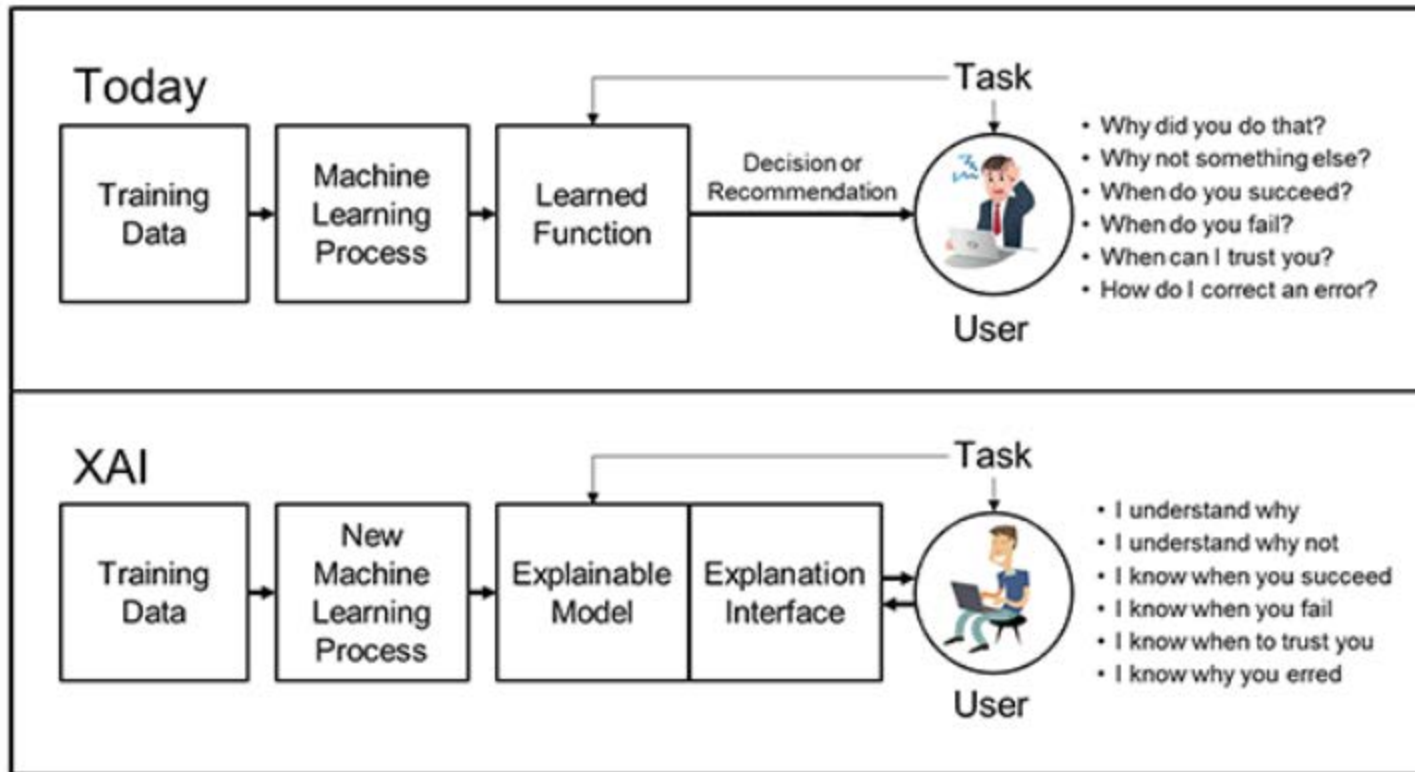 Today
Training
Data
Machine
Learning
Process
Learned
Function
Decision or
Recommendation
Task
User
• Why did you do that?
• Why not something else?
• When do you succeed?
• When do you fail?
• When can I trust you?
• How do I correct an error?
XAI
Training
Data
New
Machine
Learning
Process
Explainable
Model
Explanation
Interface
Task
User
• I understand why
• I understand why not
• I know when you succeed
• I know when you fail
• I know when to trust you
• I know why you erred